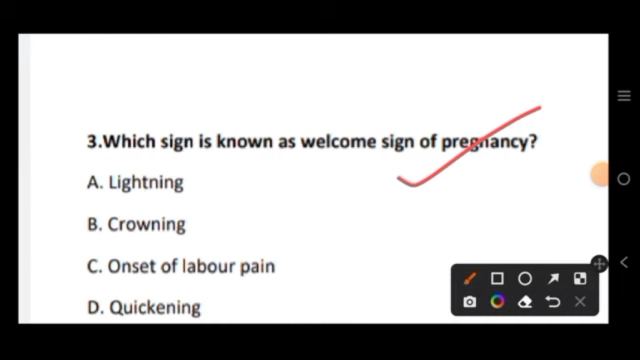 3.Which sign is known as welcome sign of pregnancy?
A. Lightning
B. Crowning
C. Onset of labour pain
D. Quickening